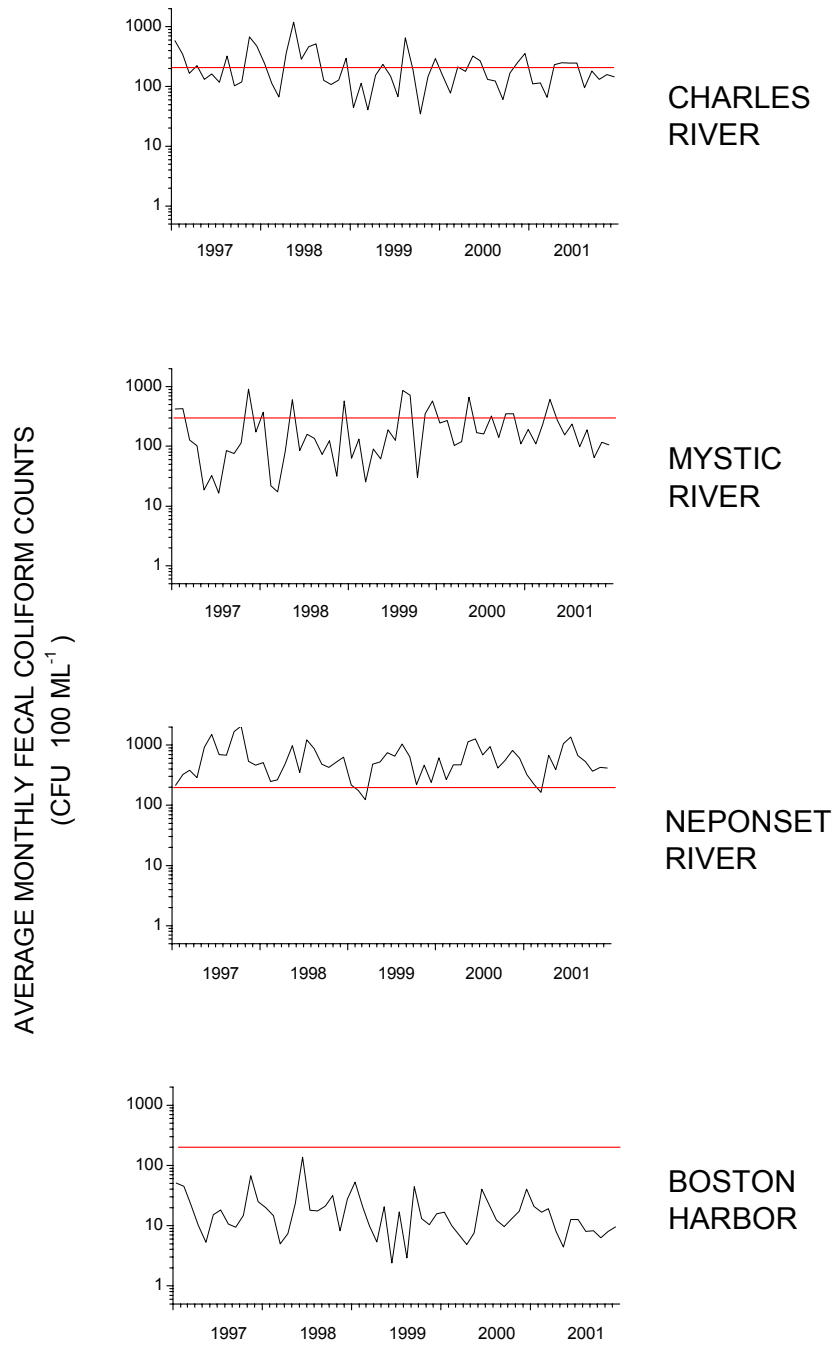 AVERAGE MONTHLY FECAL COLIFORM COUNTS
(CFU 100 ML-1 )
1000
100
10
1
1997 1998 1999 2000 2001
CHARLES
RIVER
1000
100
10
1
1997 1998 1999 2000 2001
MYSTIC
RIVER
1000
100
10
1
1997 1998 1999 2000 2001
NEPONSET
RIVER
1000
100
10
1
1997 1998 1999 2000 2001
BOSTON
HARBOR